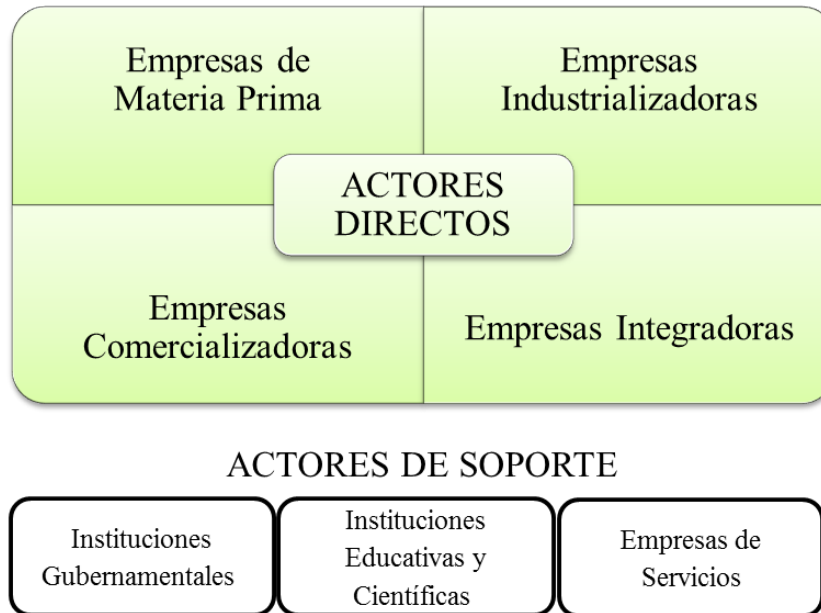 Empresas de
Materia Prima
Empresas
Industrializadoras
ACTORES
DIRECTOS
Empresas
Comercializadoras
Empresas Integradoras
ACTORES DE SOPORTE
Instituciones
Gubernamentales
Instituciones
Educativas y
Científicas
Empresas de
Servicios